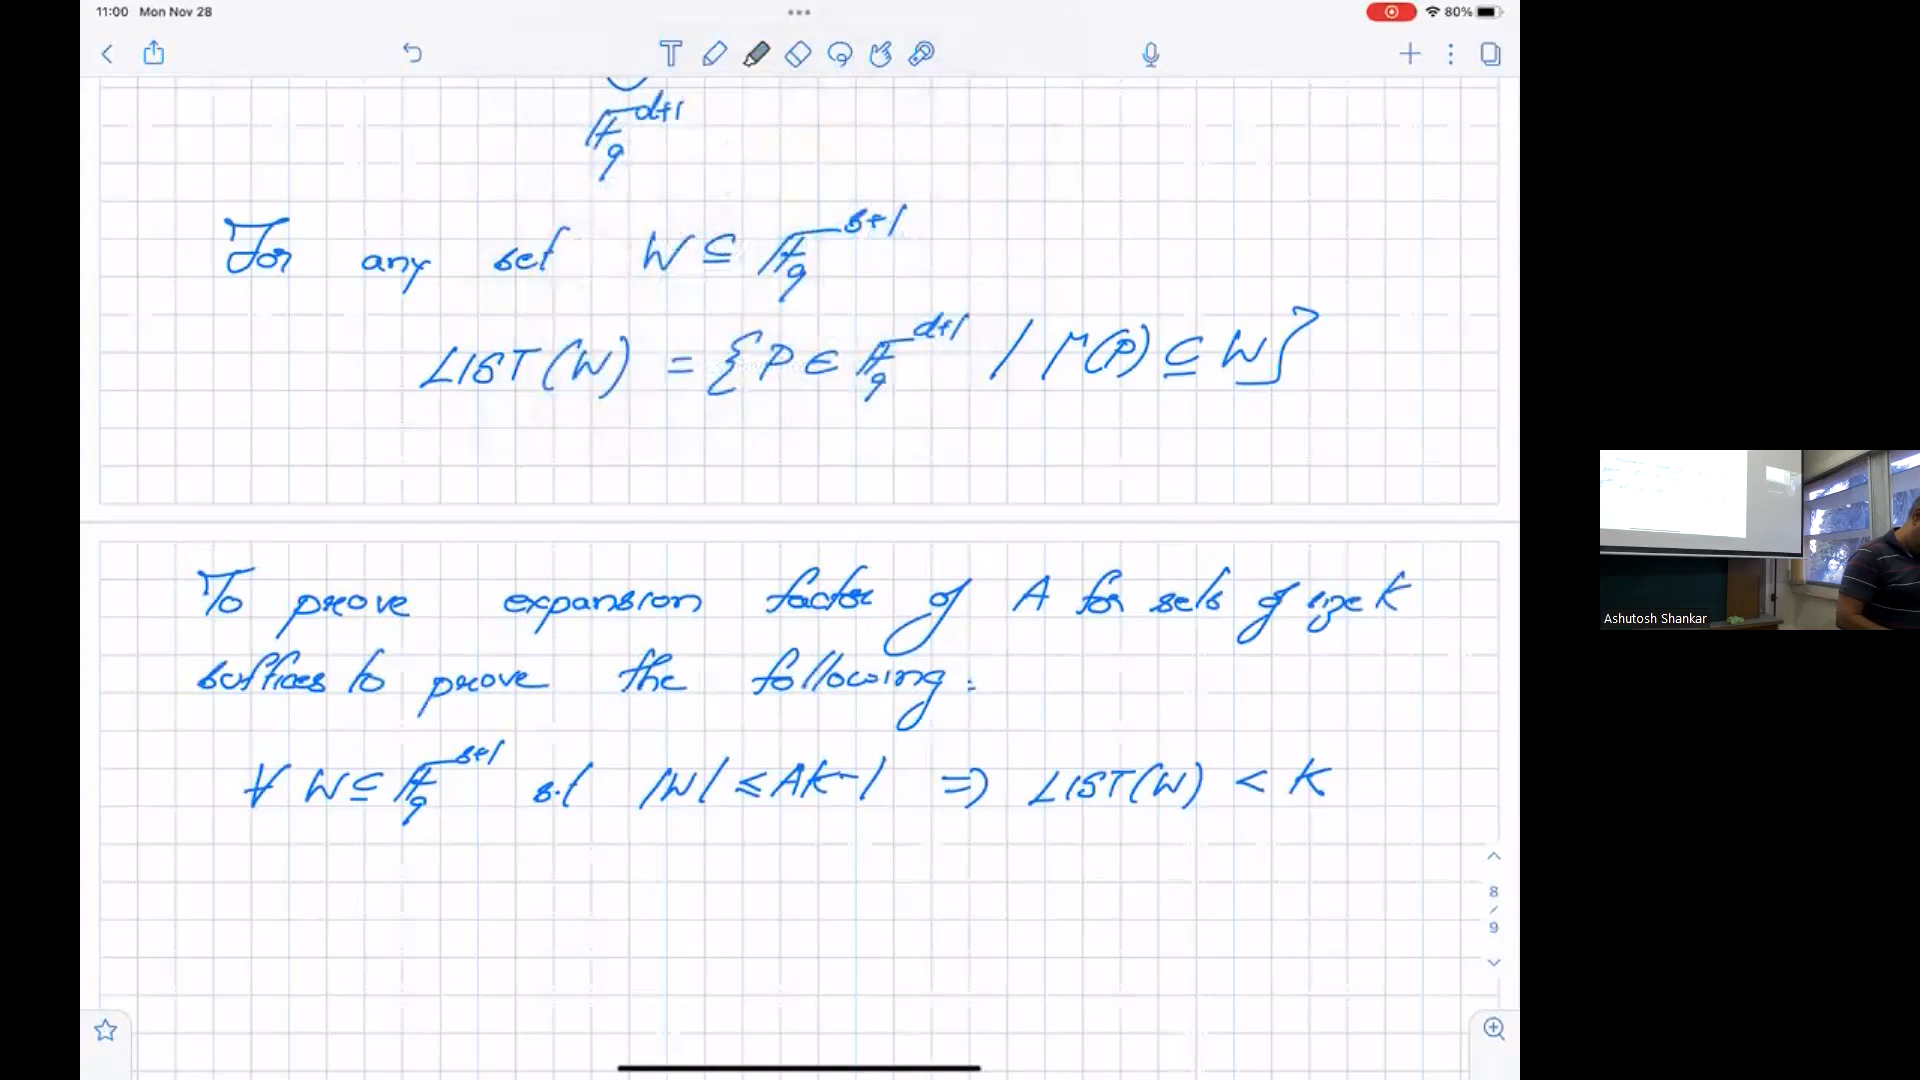 11:00 Mon Nov 28
80%
𝔽_q^{d+1}
For any set W ⊆ 𝔽_q^{s+1}
LIST(W) = {P ∈ 𝔽_q^{d+1} / Γ(P) ⊆ W}
To prove expansion factor of A for sets of size K
suffices to prove the following:
∀ W ⊆ 𝔽_q^{s+1} s.t |W| ≤ AK-1 ⇒ LIST(W) < K
8
/
9
Ashutosh Shankar